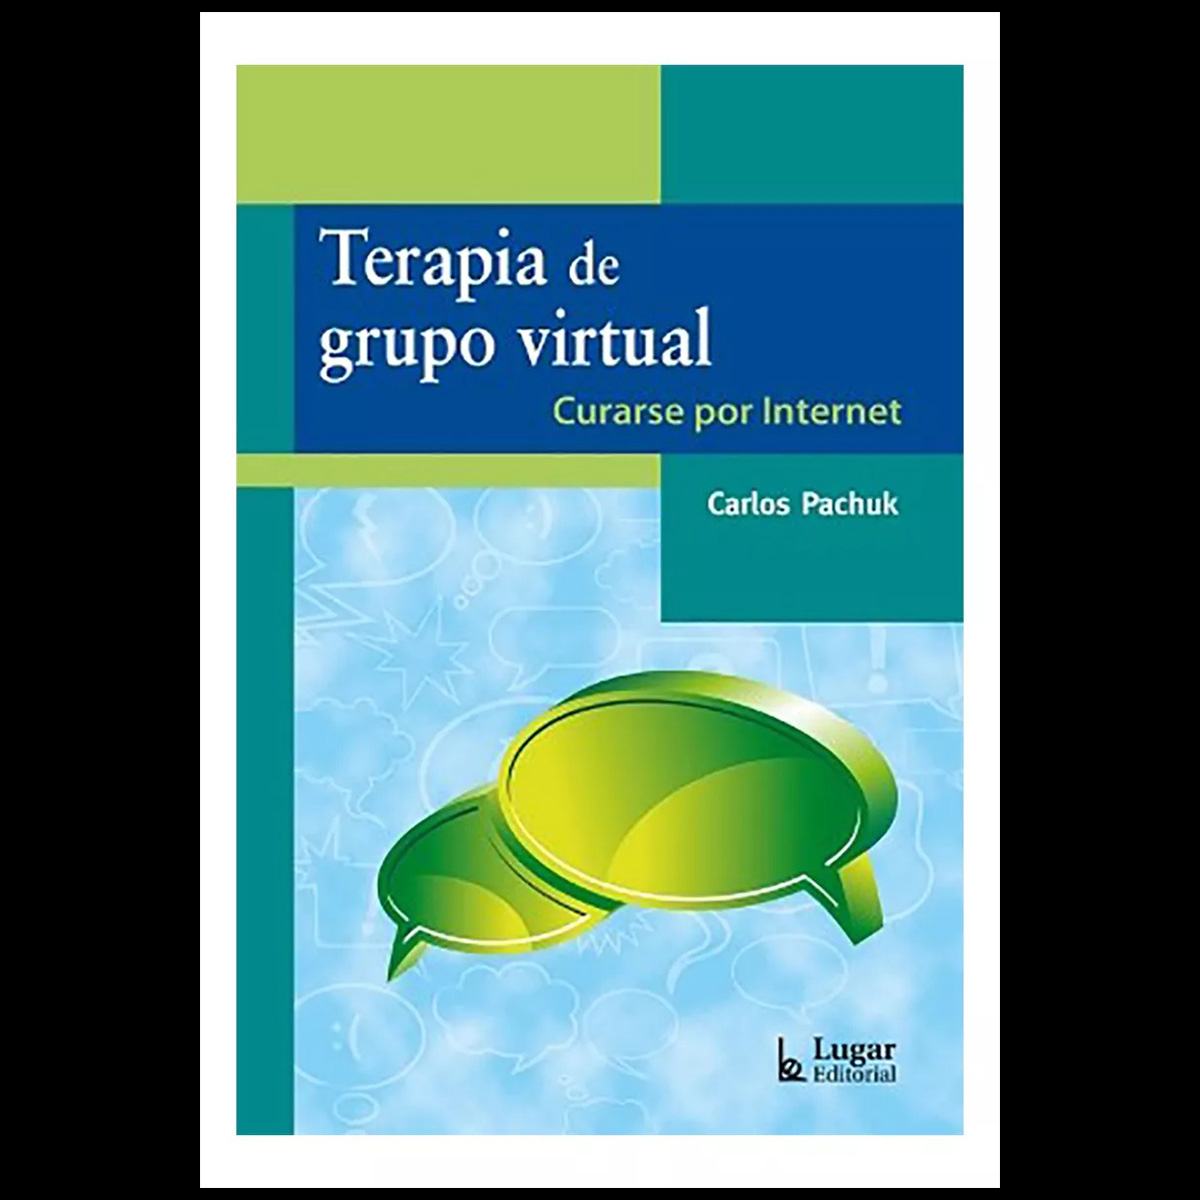 Terapia de
grupo virtual
Curarse por Internet
Carlos Pachuk
Lugar
Editorial